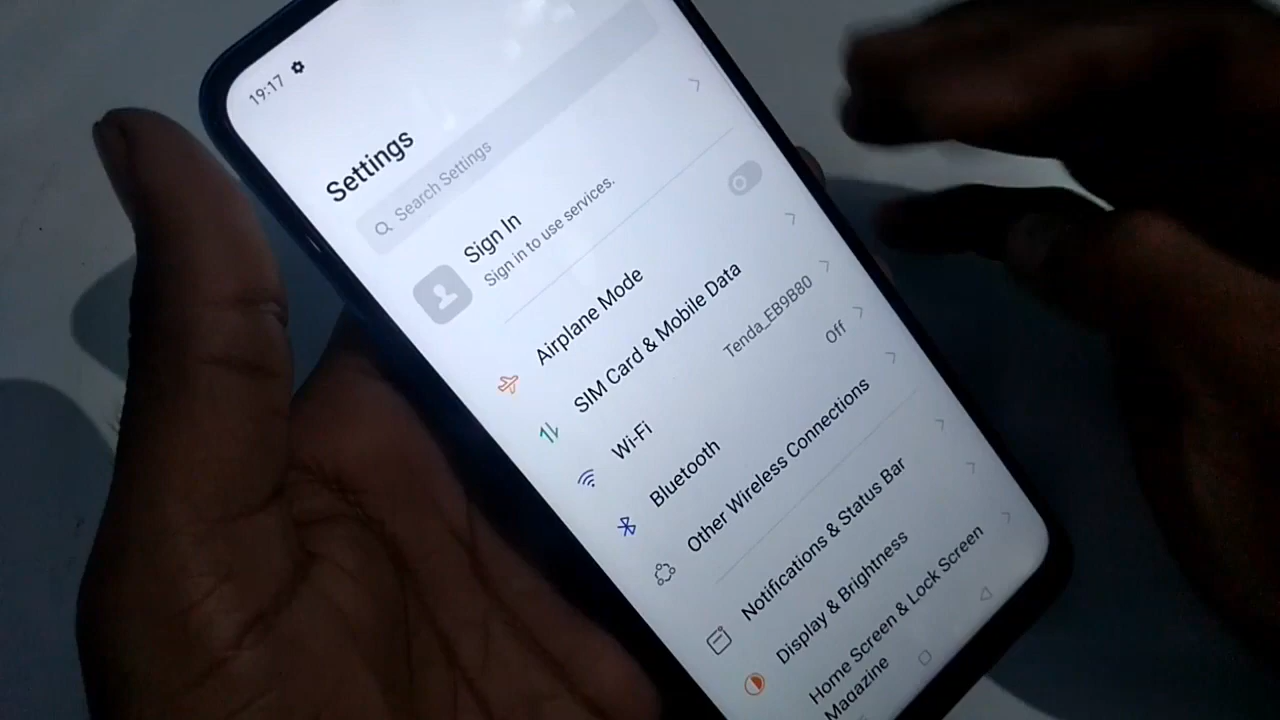 19:17
Settings
Search Settings
Sign In
Sign in to use services.
Airplane Mode
SIM Card & Mobile Data
Wi-Fi Tenda_EB9B80
Bluetooth Off
Other Wireless Connections
Notifications & Status Bar
Display & Brightness
Home Screen & Lock Screen
Magazine